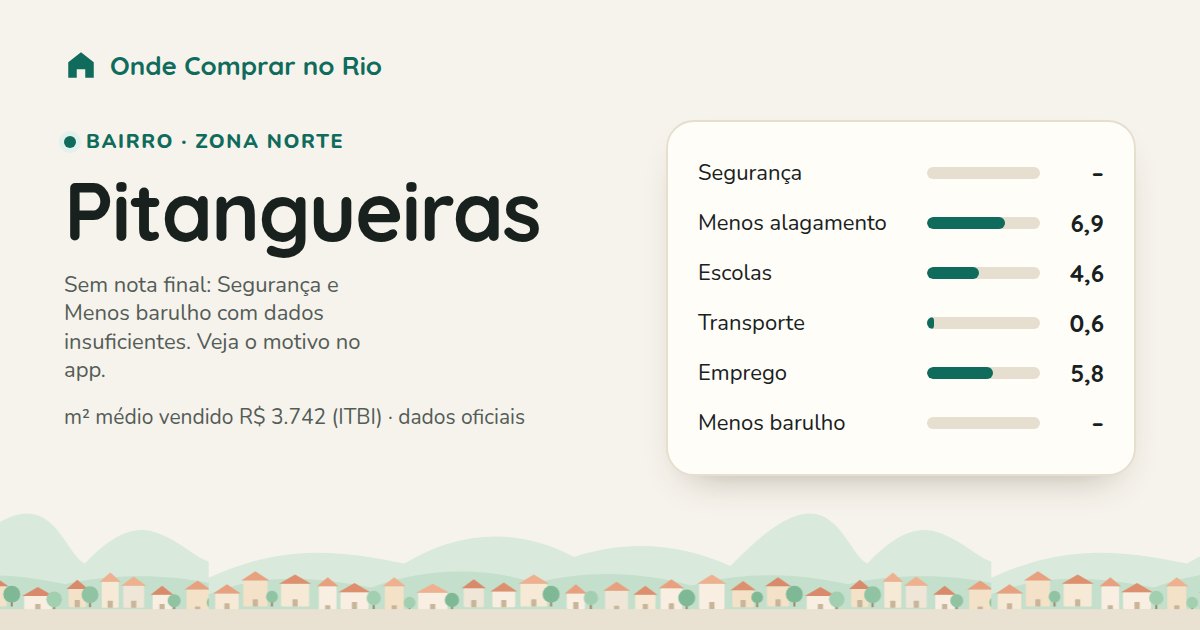 Onde Comprar no Rio
BAIRRO · ZONA NORTE
Pitangueiras
Sem nota final: Segurança e
Menos barulho com dados
insuficientes. Veja o motivo no
app.
m² médio vendido R$ 3.742 (ITBI) · dados oficiais
Segurança –
Menos alagamento 6,9
Escolas 4,6
Transporte 0,6
Emprego 5,8
Menos barulho –